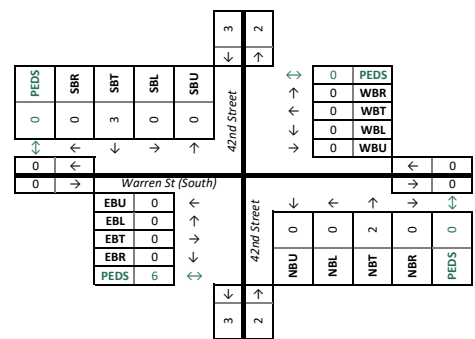 3 2
↓ ↑
PEDS SBR SBT SBL SBU
0 0 3 0 0
↕ ← ↓ → ↑
42nd Street
↔ 0 PEDS
↑ 0 WBR
← 0 WBT
↓ 0 WBL
→ 0 WBU
0 ←
0 →
← 0
→ 0
Warren St (South)
EBU 0 ←
EBL 0 ↑
EBT 0 →
EBR 0 ↓
PEDS 6 ↔
42nd Street
↓ ← ↑ → ↕
0 0 2 0 0
NBU NBL NBT NBR PEDS
↓ ↑
3 2